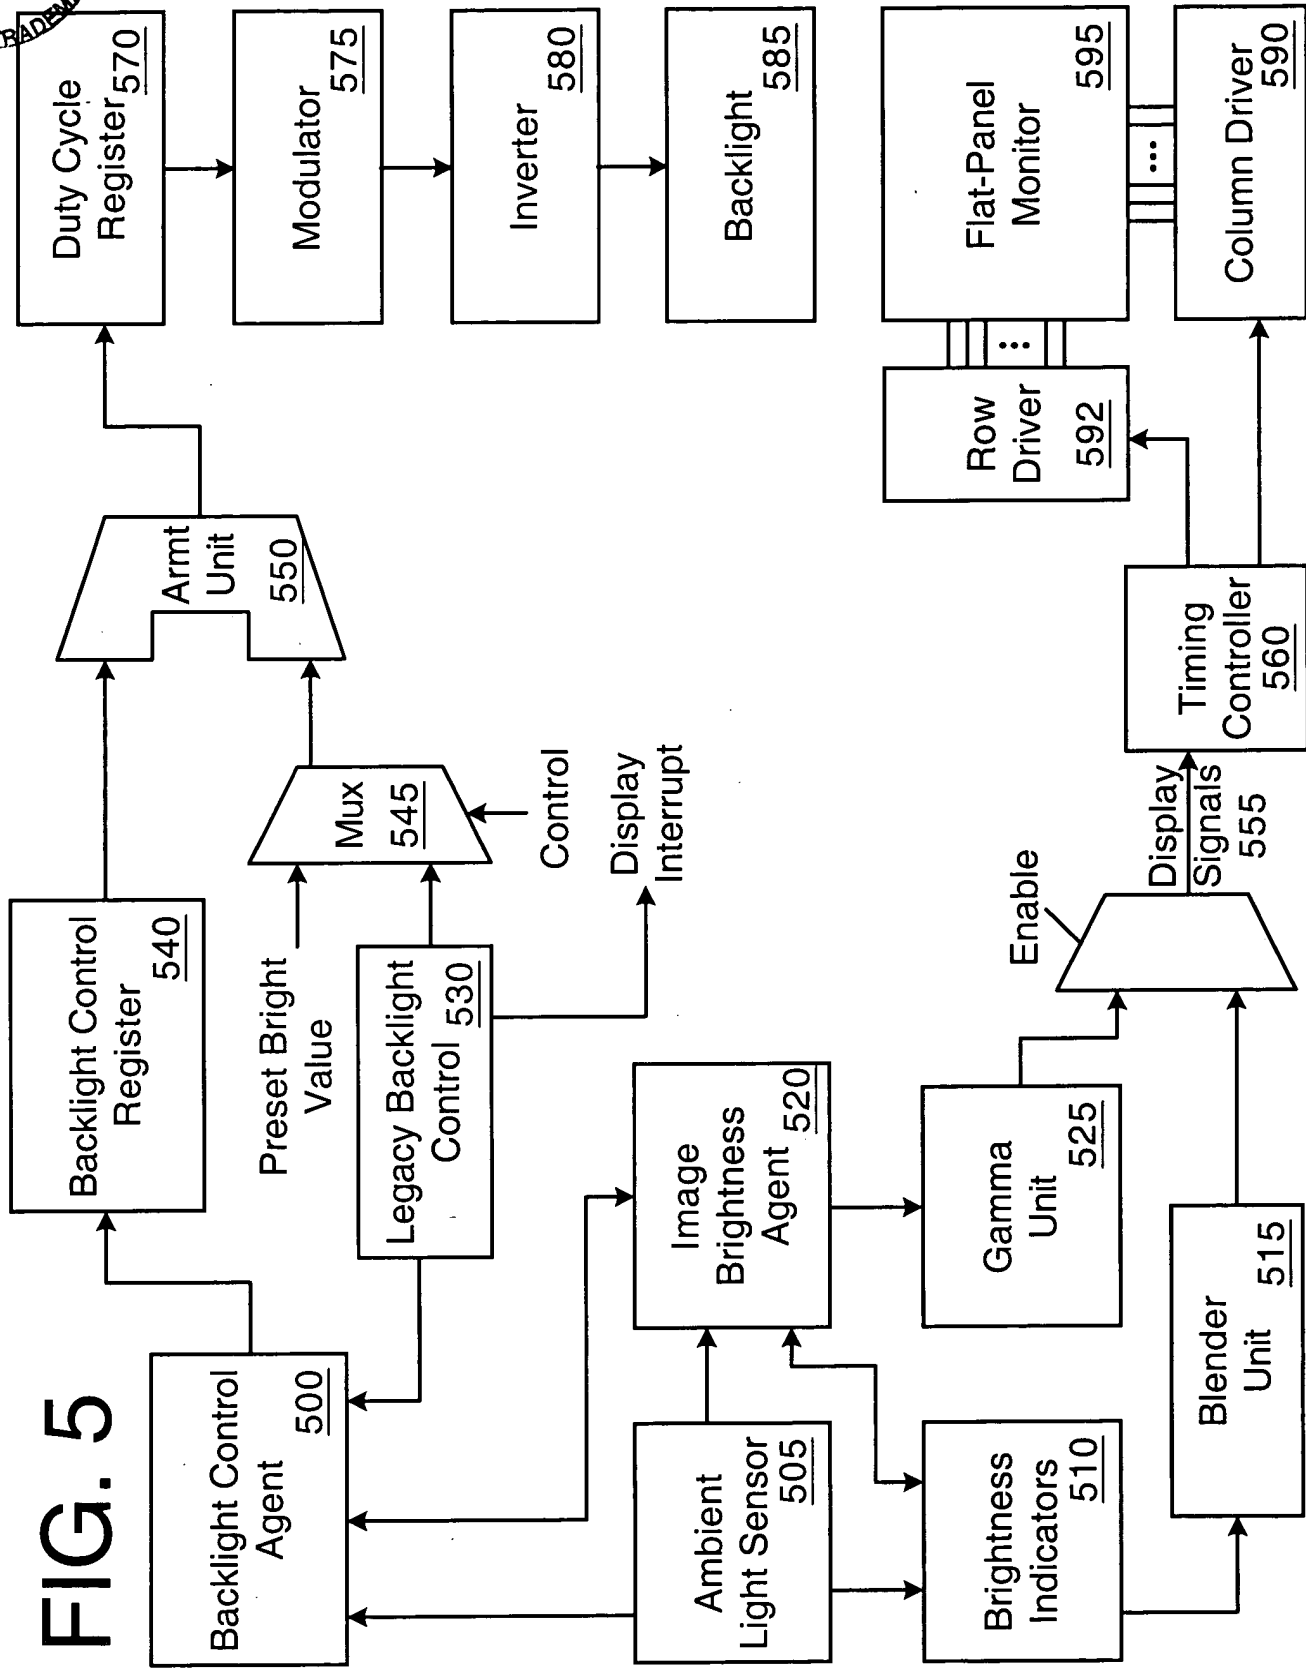 FIG. 5
Backlight Control
Agent
500
Backlight Control
Register
540
Preset Bright
Value
Legacy Backlight
Control
530
Mux
545
Control
Display
Interrupt
Armt
Unit
550
Duty Cycle
Register
570
Modulator
575
Inverter
580
Backlight
585
Ambient
Light Sensor
505
Image
Brightness
Agent
520
Brightness
Indicators
510
Gamma
Unit
525
Blender
Unit
515
Enable
Display
Signals
555
Timing
Controller
560
Row
Driver
592
Flat-Panel
Monitor
595
Column Driver
590